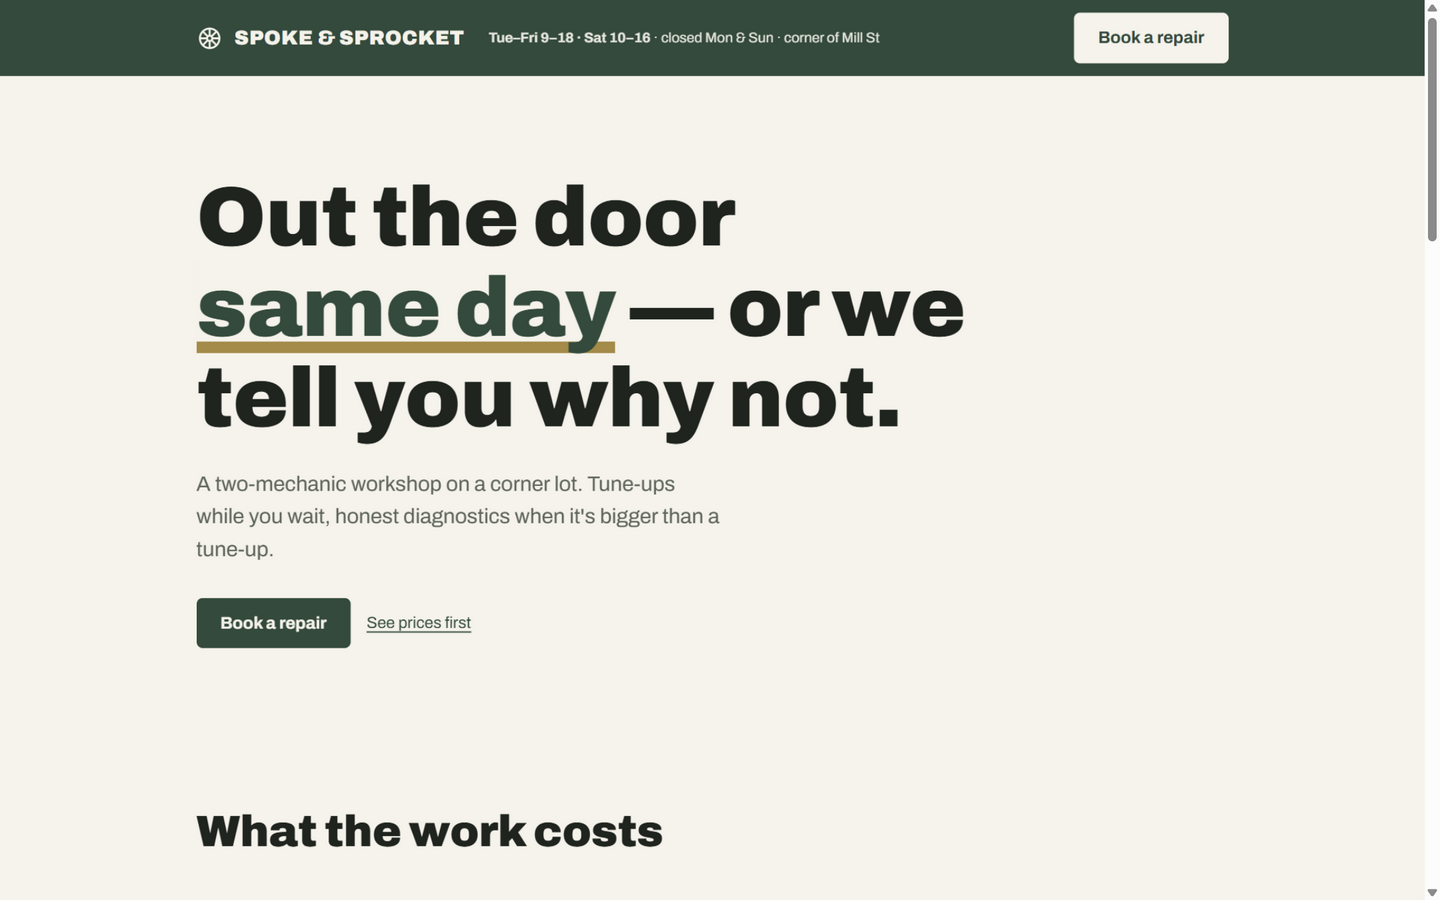 SPOKE & SPROCKET
Tue–Fri 9–18 · Sat 10–16 · closed Mon & Sun · corner of Mill St
Book a repair
Out the door
same day — or we
tell you why not.
A two-mechanic workshop on a corner lot. Tune-ups
while you wait, honest diagnostics when it's bigger than a
tune-up.
Book a repair
See prices first
What the work costs